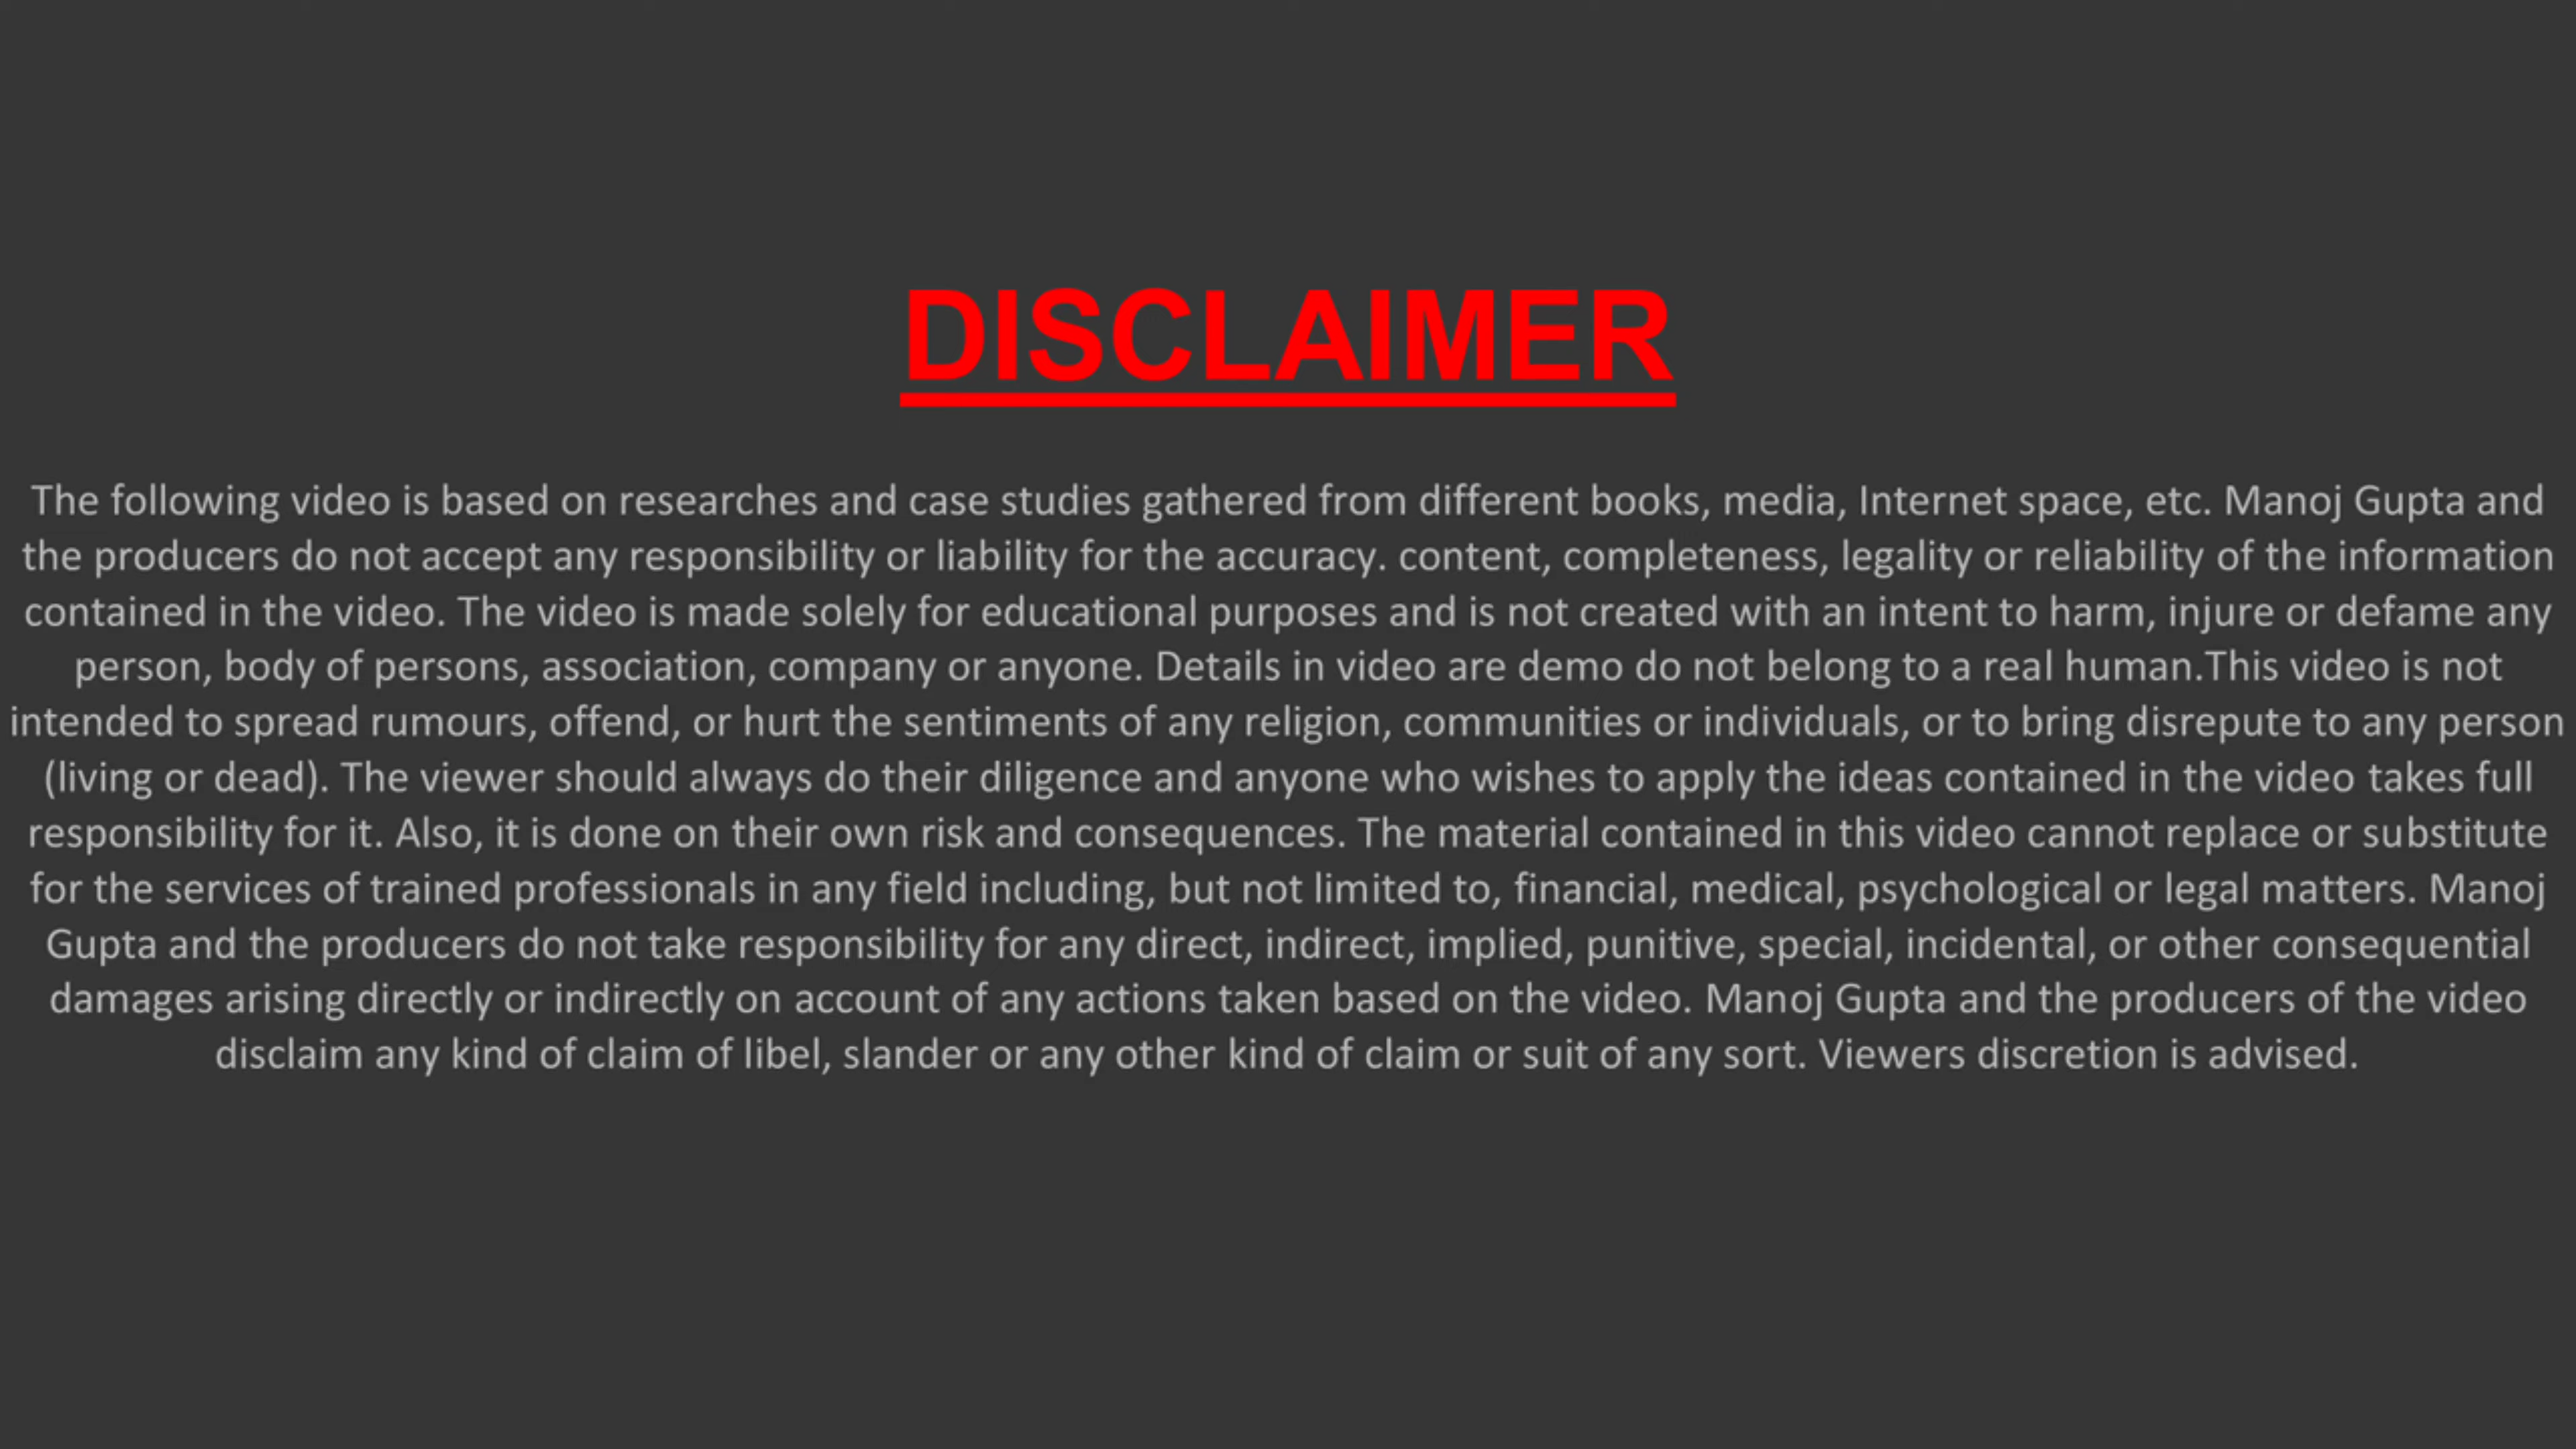 DISCLAIMER
The following video is based on researches and case studies gathered from different books, media, Internet space, etc. Manoj Gupta and
the producers do not accept any responsibility or liability for the accuracy. content, completeness, legality or reliability of the information
contained in the video. The video is made solely for educational purposes and is not created with an intent to harm, injure or defame any
person, body of persons, association, company or anyone. Details in video are demo do not belong to a real human.This video is not
intended to spread rumours, offend, or hurt the sentiments of any religion, communities or individuals, or to bring disrepute to any person
(living or dead). The viewer should always do their diligence and anyone who wishes to apply the ideas contained in the video takes full
responsibility for it. Also, it is done on their own risk and consequences. The material contained in this video cannot replace or substitute
for the services of trained professionals in any field including, but not limited to, financial, medical, psychological or legal matters. Manoj
Gupta and the producers do not take responsibility for any direct, indirect, implied, punitive, special, incidental, or other consequential
damages arising directly or indirectly on account of any actions taken based on the video. Manoj Gupta and the producers of the video
disclaim any kind of claim of libel, slander or any other kind of claim or suit of any sort. Viewers discretion is advised.